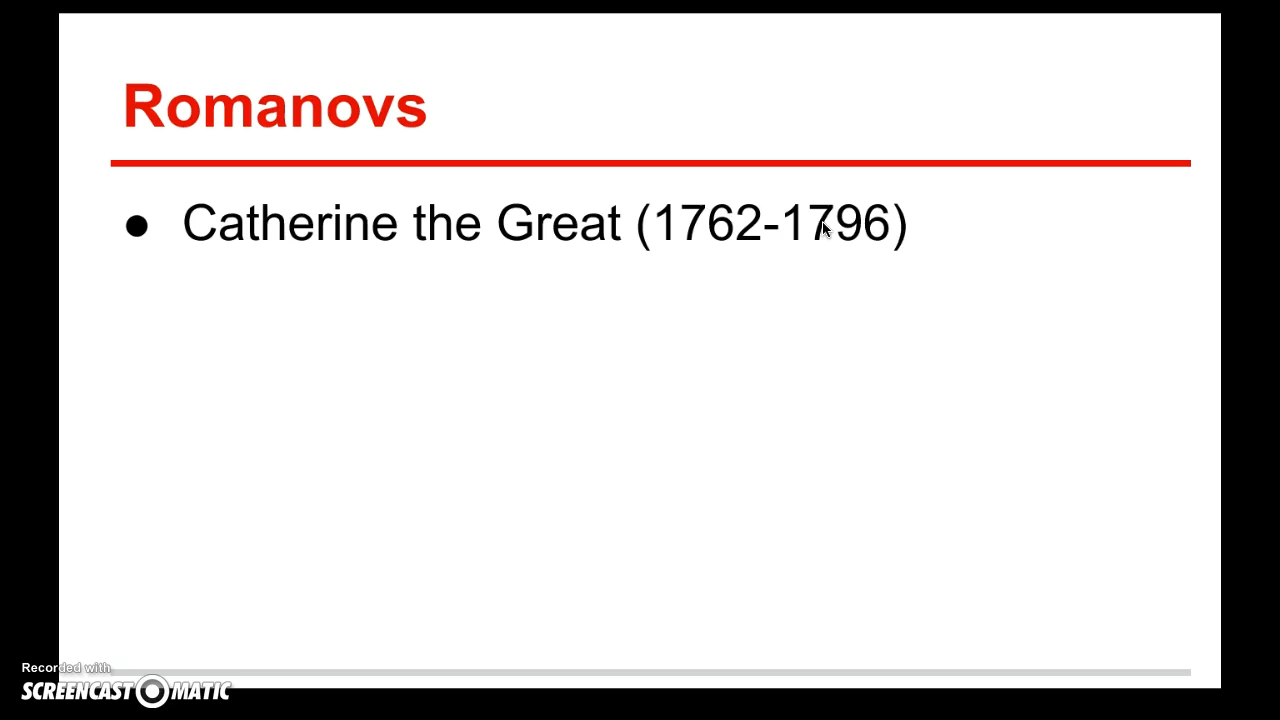 Romanovs
● Catherine the Great (1762-1796)
Recorded with
SCREENCAST MATIC